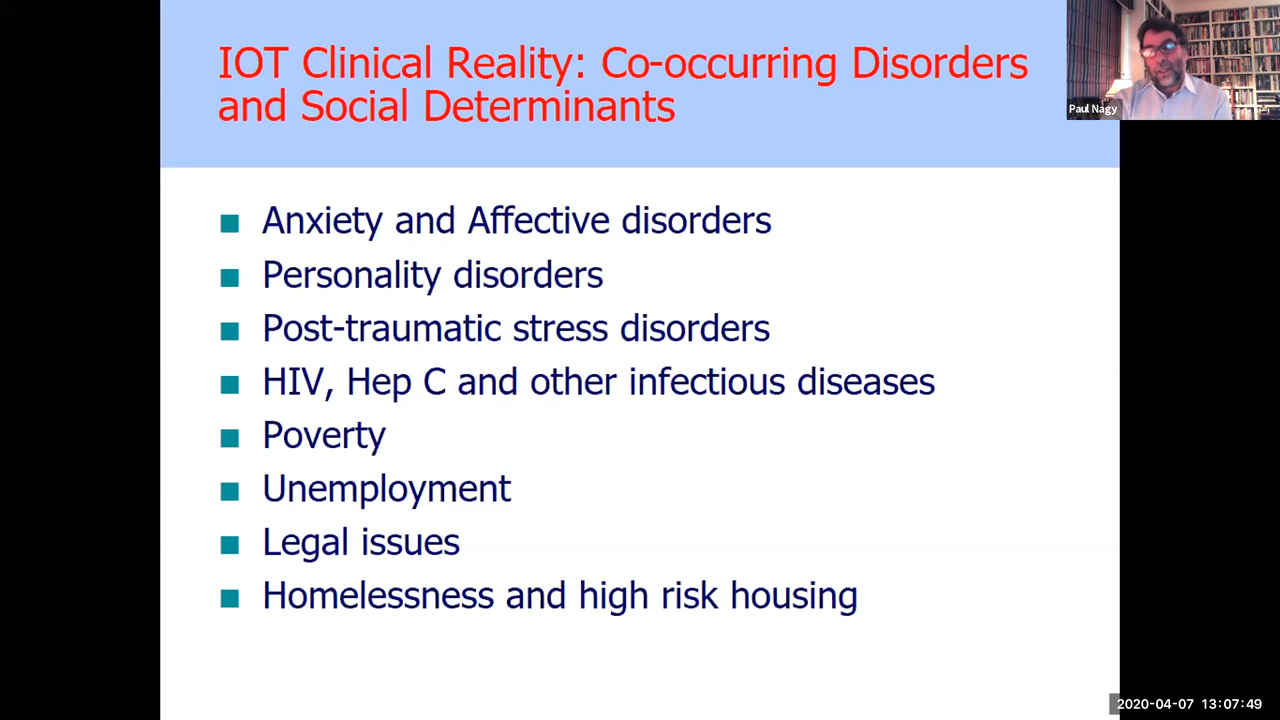 IOT Clinical Reality: Co-occurring Disorders
and Social Determinants
Paul Nagy
Anxiety and Affective disorders
Personality disorders
Post-traumatic stress disorders
HIV, Hep C and other infectious diseases
Poverty
Unemployment
Legal issues
Homelessness and high risk housing
2020-04-07 13:07:49